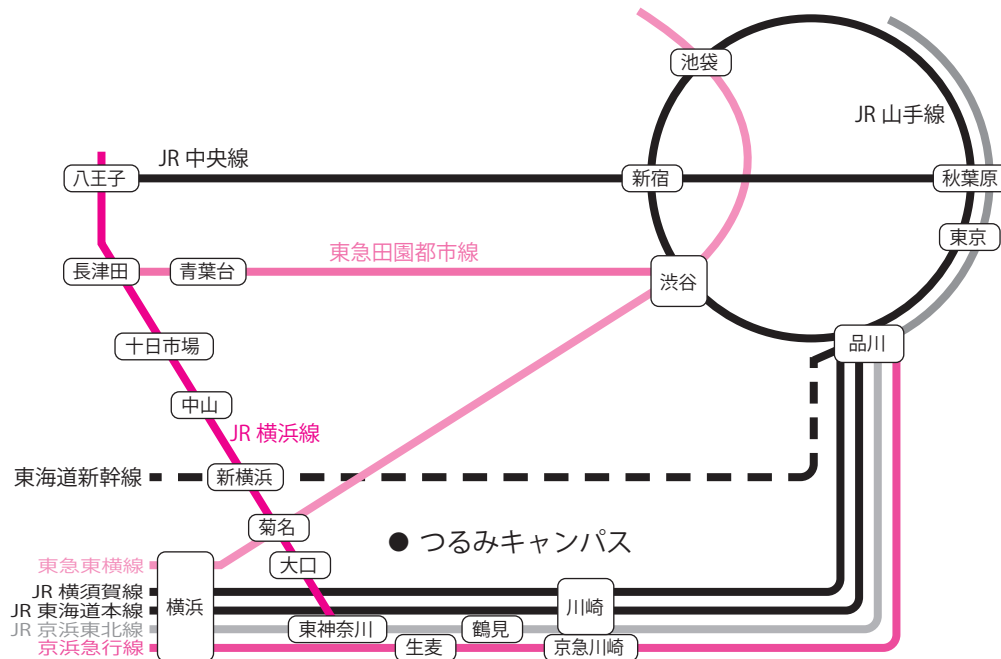 池袋
JR 山手線
JR 中央線
八王子
新宿
秋葉原
東京
東急田園都市線
長津田
青葉台
渋谷
十日市場
品川
中山
JR 横浜線
東海道新幹線
新横浜
菊名
● つるみキャンパス
東急東横線
大口
JR 横須賀線
横浜
川崎
JR 東海道本線
JR 京浜東北線
東神奈川
鶴見
京浜急行線
生麦
京急川崎